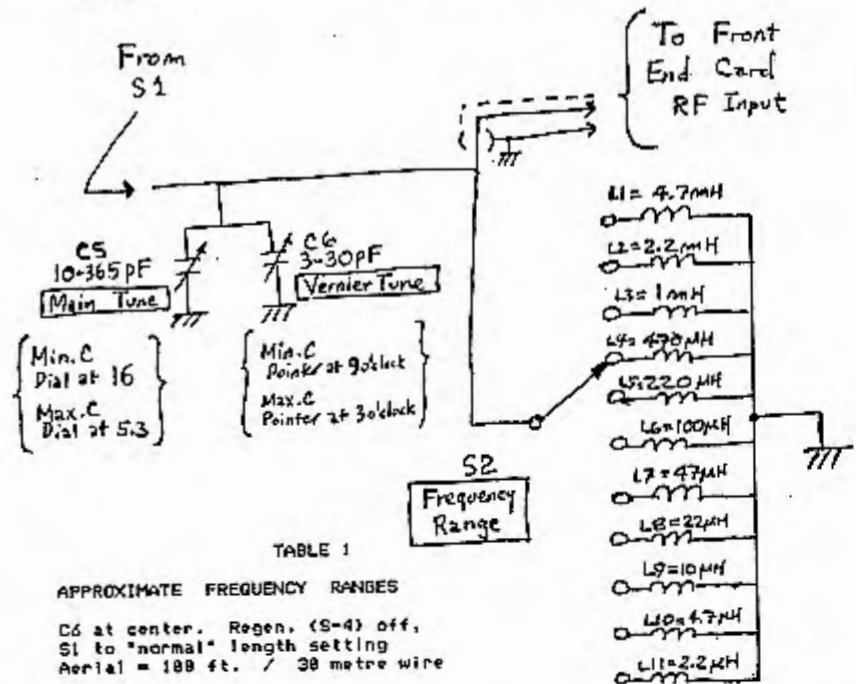 From
S1
To Front
End Card
RF Input
C5
10-365pF
Main Tune
C6
3-30pF
Vernier Tune
Min. C
Dial at 16
Max. C
Dial at 5.3
Min. C
Pointer at 9 o'clock
Max. C
Pointer at 3 o'clock
L1= 4.7mH
L2=2.2mH
L3=1mH
L4=470µH
L5=220µH
L6=100µH
L7=47µH
L8=22µH
L9=10µH
L10=4.7µH
L11=2.2µH
S2
Frequency
Range
TABLE 1
APPROXIMATE FREQUENCY RANGES
C6 at center. Regen. (S-4) off,
S1 to "normal" length setting
Aerial = 100 ft. / 30 metre wire